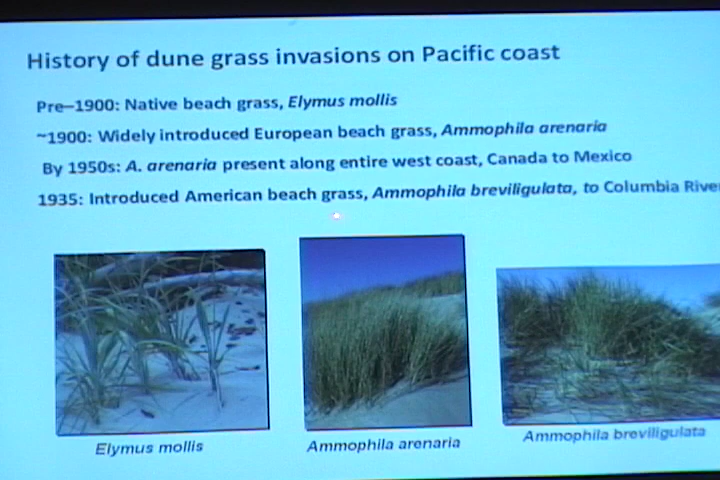 History of dune grass invasions on Pacific coast
Pre–1900: Native beach grass, Elymus mollis
~1900: Widely introduced European beach grass, Ammophila arenaria
By 1950s: A. arenaria present along entire west coast, Canada to Mexico
1935: Introduced American beach grass, Ammophila breviligulata, to Columbia Rive
Elymus mollis
Ammophila arenaria
Ammophila breviligulata